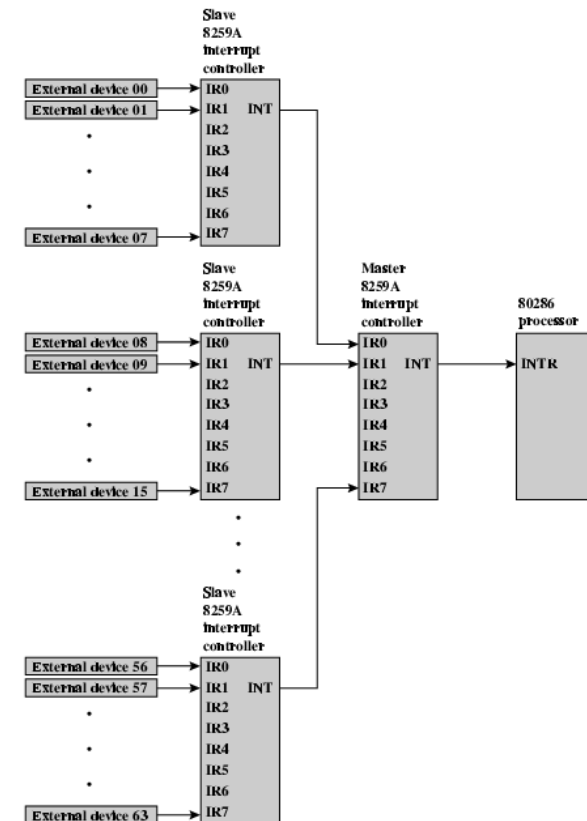 Slave
8259A
interrupt
controller
External device 00
IR0
External device 01
IR1 INT
IR2
IR3
IR4
IR5
IR6
External device 07
IR7
Slave
8259A
interrupt
controller
Master
8259A
interrupt
controller
80286
processor
External device 08
IR0
IR0
External device 09
IR1 INT
IR1 INT
INTR
IR2
IR2
IR3
IR3
IR4
IR4
IR5
IR5
IR6
IR6
External device 15
IR7
IR7
Slave
8259A
interrupt
controller
External device 56
IR0
External device 57
IR1 INT
IR2
IR3
IR4
IR5
IR6
External device 63
IR7